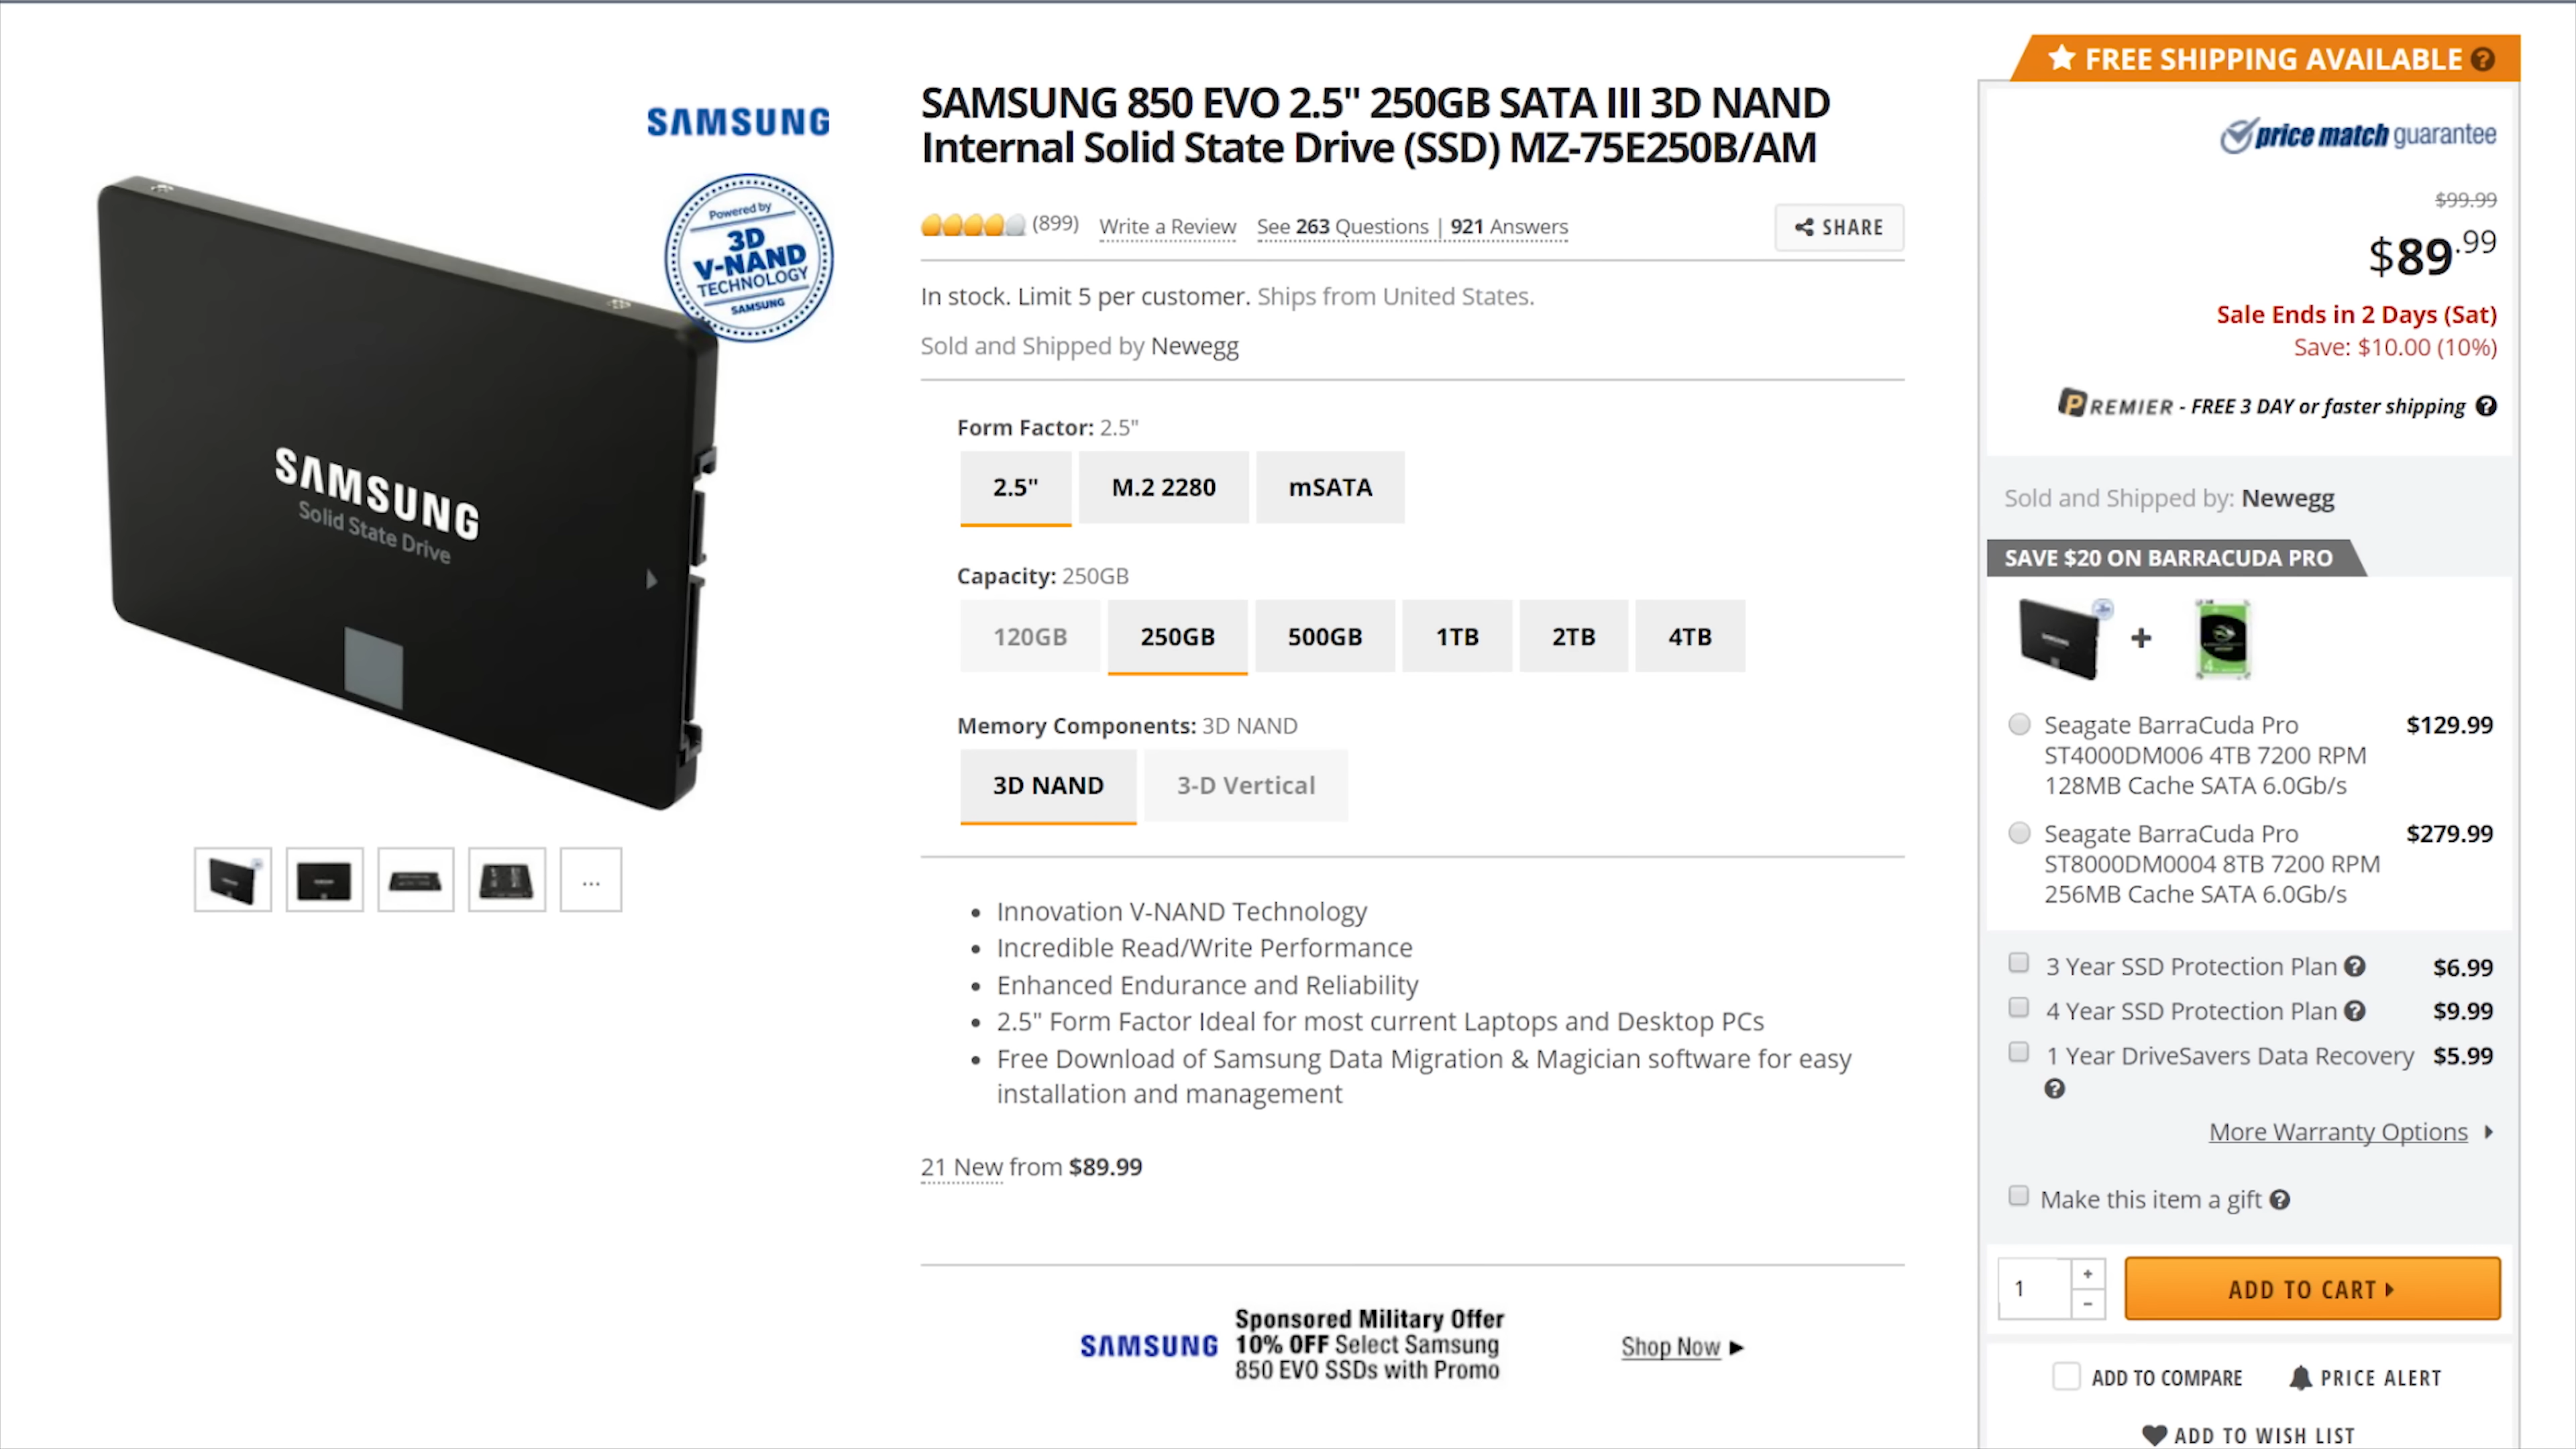 SAMSUNG
Powered by
3D
V-NAND
TECHNOLOGY
SAMSUNG
SAMSUNG
Solid State Drive
...
SAMSUNG 850 EVO 2.5" 250GB SATA III 3D NAND
Internal Solid State Drive (SSD) MZ-75E250B/AM
(899) Write a Review See 263 Questions | 921 Answers
SHARE
In stock. Limit 5 per customer. Ships from United States.
Sold and Shipped by Newegg
Form Factor: 2.5"
2.5" M.2 2280 mSATA
Capacity: 250GB
120GB 250GB 500GB 1TB 2TB 4TB
Memory Components: 3D NAND
3D NAND 3-D Vertical
• Innovation V-NAND Technology
• Incredible Read/Write Performance
• Enhanced Endurance and Reliability
• 2.5" Form Factor Ideal for most current Laptops and Desktop PCs
• Free Download of Samsung Data Migration & Magician software for easy
installation and management
21 New from $89.99
SAMSUNG
Sponsored Military Offer
10% OFF Select Samsung
850 EVO SSDs with Promo
Shop Now
FREE SHIPPING AVAILABLE ?
price match guarantee
$99.99
$89.99
Sale Ends in 2 Days (Sat)
Save: $10.00 (10%)
PREMIER - FREE 3 DAY or faster shipping ?
Sold and Shipped by: Newegg
SAVE $20 ON BARRACUDA PRO
+
Seagate BarraCuda Pro $129.99
ST4000DM006 4TB 7200 RPM
128MB Cache SATA 6.0Gb/s
Seagate BarraCuda Pro $279.99
ST8000DM0004 8TB 7200 RPM
256MB Cache SATA 6.0Gb/s
3 Year SSD Protection Plan ? $6.99
4 Year SSD Protection Plan ? $9.99
1 Year DriveSavers Data Recovery $5.99
?
More Warranty Options
Make this item a gift ?
1 + -
ADD TO CART
ADD TO COMPARE PRICE ALERT
ADD TO WISH LIST